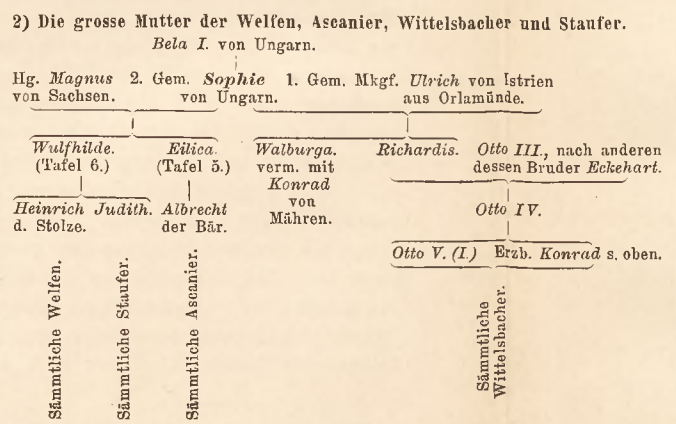 2) Die grosse Mutter der Welfen, Ascanier, Wittelsbacher und Staufer.
Bela I. von Ungarn.
Hg. Magnus 2. Gem. Sophie 1. Gem. Mkgf. Ulrich von Istrien
von Sachsen. von Ungarn. aus Orlamünde.
Wulfhilde. Eilica. Walburga. Richardis. Otto III., nach anderen
(Tafel 6.) (Tafel 5.) verm. mit dessen Bruder Eckehart.
Konrad
von
Mähren.
Heinrich Judith. Albrecht Otto IV.
d. Stolze. der Bär.
Otto V. (I.) Erzb. Konrad s. oben.
Sämmtliche Welfen.
Sämmtliche Staufer.
Sämmtliche Ascanier.
Sämmtliche
Wittelsbacher.